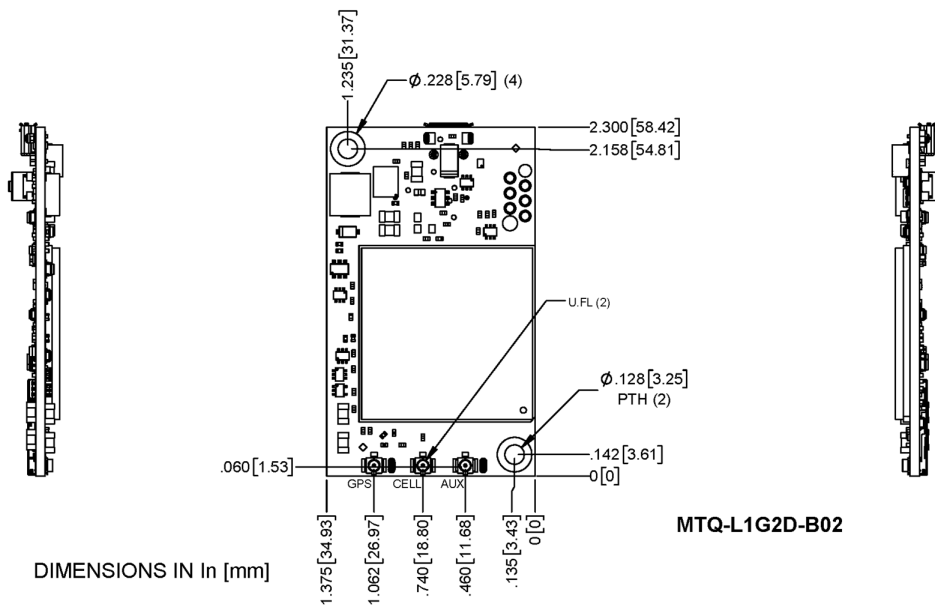 1.235[31.37]
Ø.228[5.79] (4)
2.300[58.42]
2.158[54.81]
U.FL (2)
Ø.128[3.25]
PTH (2)
.142[3.61]
.060[1.53]
0[0]
GPS CELL AUX
1.375[34.93]
1.062[26.97]
.740[18.80]
.460[11.68]
.135[3.43]
0[0]
MTQ-L1G2D-B02
DIMENSIONS IN In [mm]